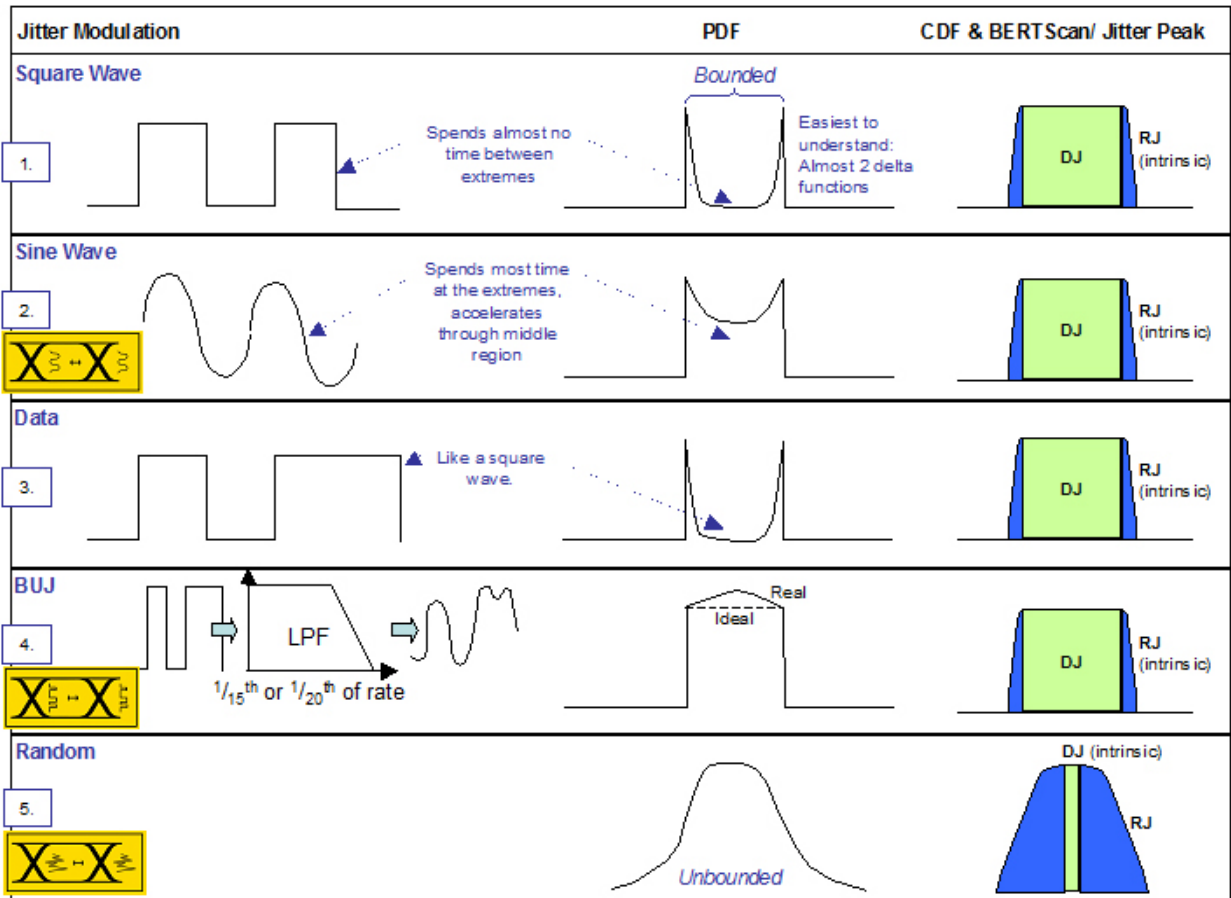 Jitter Modulation
PDF
CDF & BERTScan/ Jitter Peak
Square Wave
1.
Spends almost no
time between
extremes
Bounded
Easiest to
understand:
Almost 2 delta
functions
DJ
RJ
(intrinsic)
Sine Wave
2.
Spends most time
at the extremes,
accelerates
through middle
region
DJ
RJ
(intrinsic)
Data
3.
Like a square
wave.
DJ
RJ
(intrinsic)
BUJ
4.
LPF
1/15th or 1/20th of rate
Real
Ideal
DJ
RJ
(intrinsic)
Random
5.
Unbounded
DJ (intrinsic)
RJ